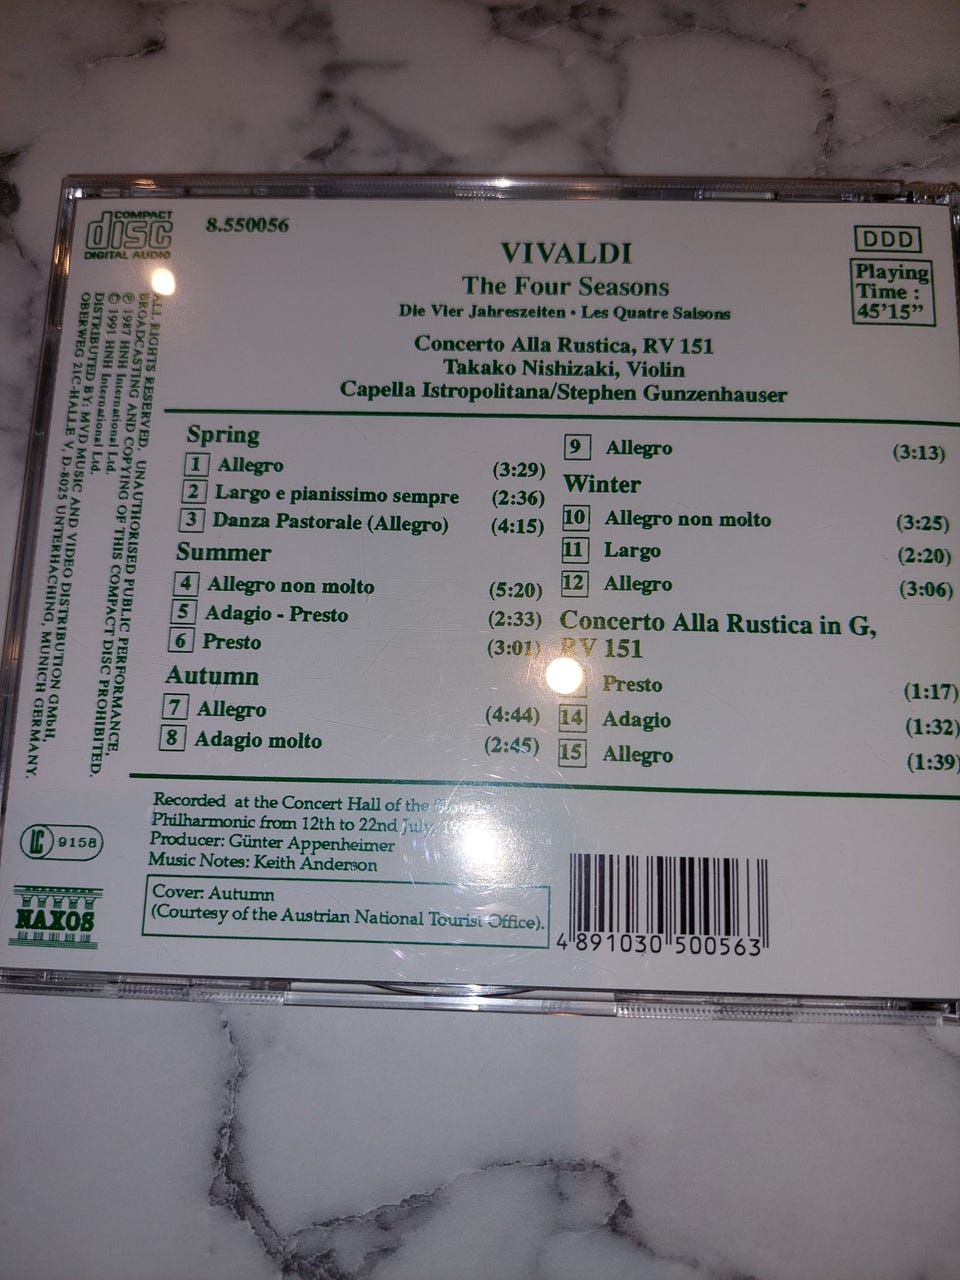 COMPACT
disc
DIGITAL AUDIO
8.550056
DDD
Playing
Time :
45'15”
VIVALDI
The Four Seasons
Die Vier Jahreszeiten • Les Quatre Saisons
Concerto Alla Rustica, RV 151
Takako Nishizaki, Violin
Capella Istropolitana/Stephen Gunzenhauser
ALL RIGHTS RESERVED. UNAUTHORISED PUBLIC PERFORMANCE,
BROADCASTING AND COPYING OF THIS COMPACT DISC PROHIBITED.
℗ 1987 HNH International Ltd.
© 1991 HNH International Ltd.
DISTRIBUTED BY: MVD MUSIC AND VIDEO DISTRIBUTION GMbH,
OBERWEG 21C-HALLE V, D-8025 UNTERHACHING, MUNICH GERMANY.
Spring
1 Allegro (3:29)
2 Largo e pianissimo sempre (2:36)
3 Danza Pastorale (Allegro) (4:15)
Summer
4 Allegro non molto (5:20)
5 Adagio - Presto (2:33)
6 Presto (3:01)
Autumn
7 Allegro (4:44)
8 Adagio molto (2:45)
9 Allegro (3:13)
Winter
10 Allegro non molto (3:25)
11 Largo (2:20)
12 Allegro (3:06)
Concerto Alla Rustica in G,
RV 151
Presto (1:17)
14 Adagio (1:32)
15 Allegro (1:39)
Recorded at the Concert Hall of the
Philharmonic from 12th to 22nd July,
Producer: Günter Appenheimer
Music Notes: Keith Anderson
Cover: Autumn
(Courtesy of the Austrian National Tourist Office).
LC 9158
NAXOS
4 891030 500563